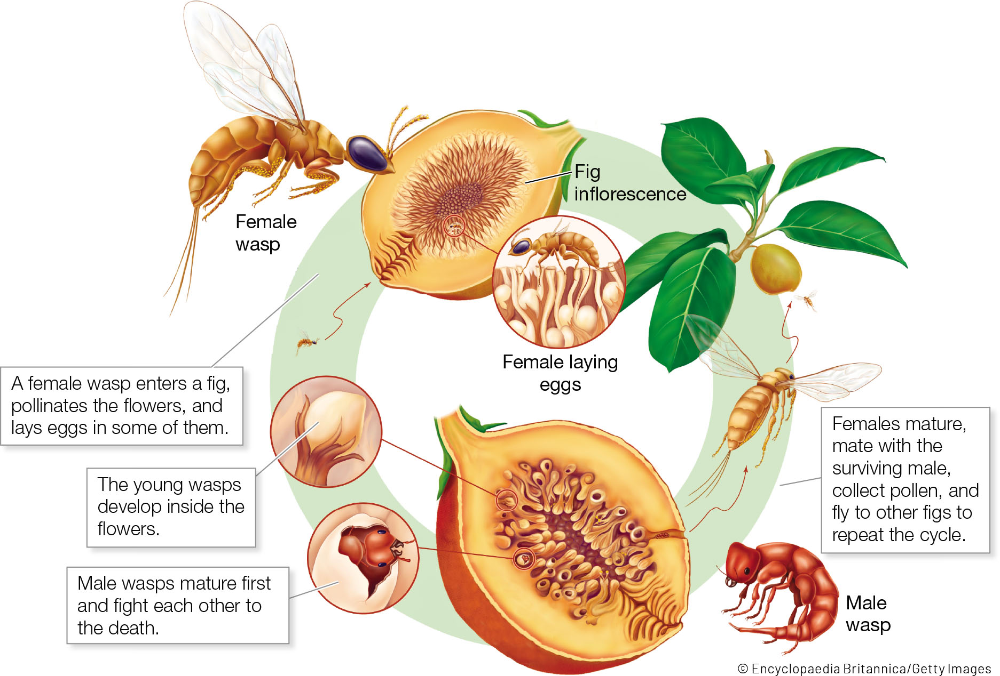 Fig
inflorescence
Female
wasp
Female laying
eggs
A female wasp enters a fig,
pollinates the flowers, and
lays eggs in some of them.
The young wasps
develop inside the
flowers.
Male wasps mature first
and fight each other to
the death.
Females mature,
mate with the
surviving male,
collect pollen, and
fly to other figs to
repeat the cycle.
Male
wasp
© Encyclopaedia Britannica/Getty Images